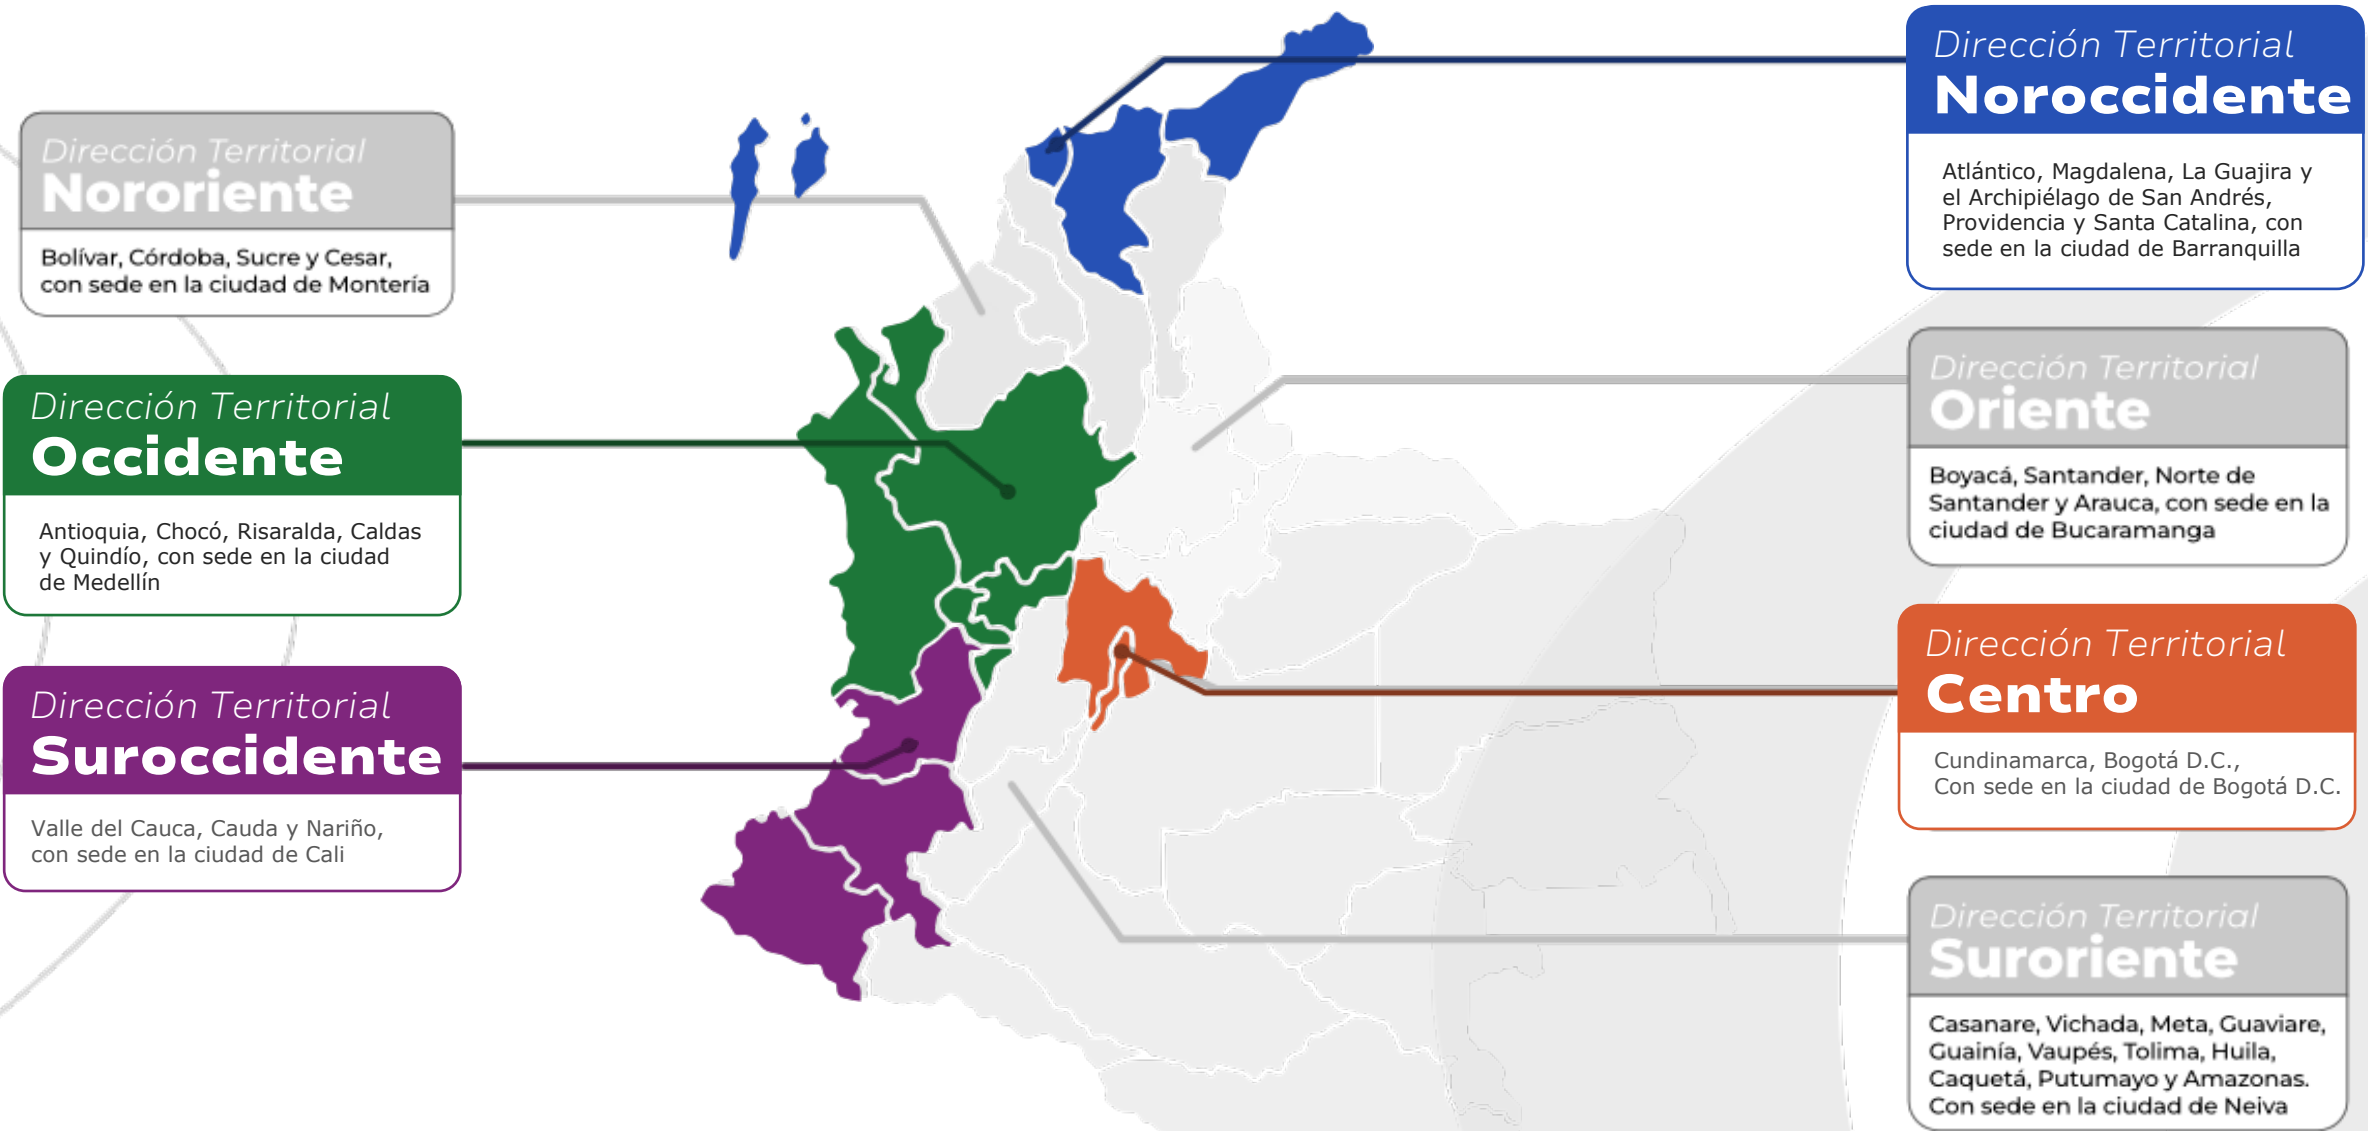 Dirección Territorial
Nororiente
Bolívar, Córdoba, Sucre y Cesar,
con sede en la ciudad de Montería
Dirección Territorial
Occidente
Antioquia, Chocó, Risaralda, Caldas
y Quindío, con sede en la ciudad
de Medellín
Dirección Territorial
Suroccidente
Valle del Cauca, Cauda y Nariño,
con sede en la ciudad de Cali
Dirección Territorial
Noroccidente
Atlántico, Magdalena, La Guajira y
el Archipiélago de San Andrés,
Providencia y Santa Catalina, con
sede en la ciudad de Barranquilla
Dirección Territorial
Oriente
Boyacá, Santander, Norte de
Santander y Arauca, con sede en la
ciudad de Bucaramanga
Dirección Territorial
Centro
Cundinamarca, Bogotá D.C.,
Con sede en la ciudad de Bogotá D.C.
Dirección Territorial
Suroriente
Casanare, Vichada, Meta, Guaviare,
Guainía, Vaupés, Tolima, Huila,
Caquetá, Putumayo y Amazonas.
Con sede en la ciudad de Neiva